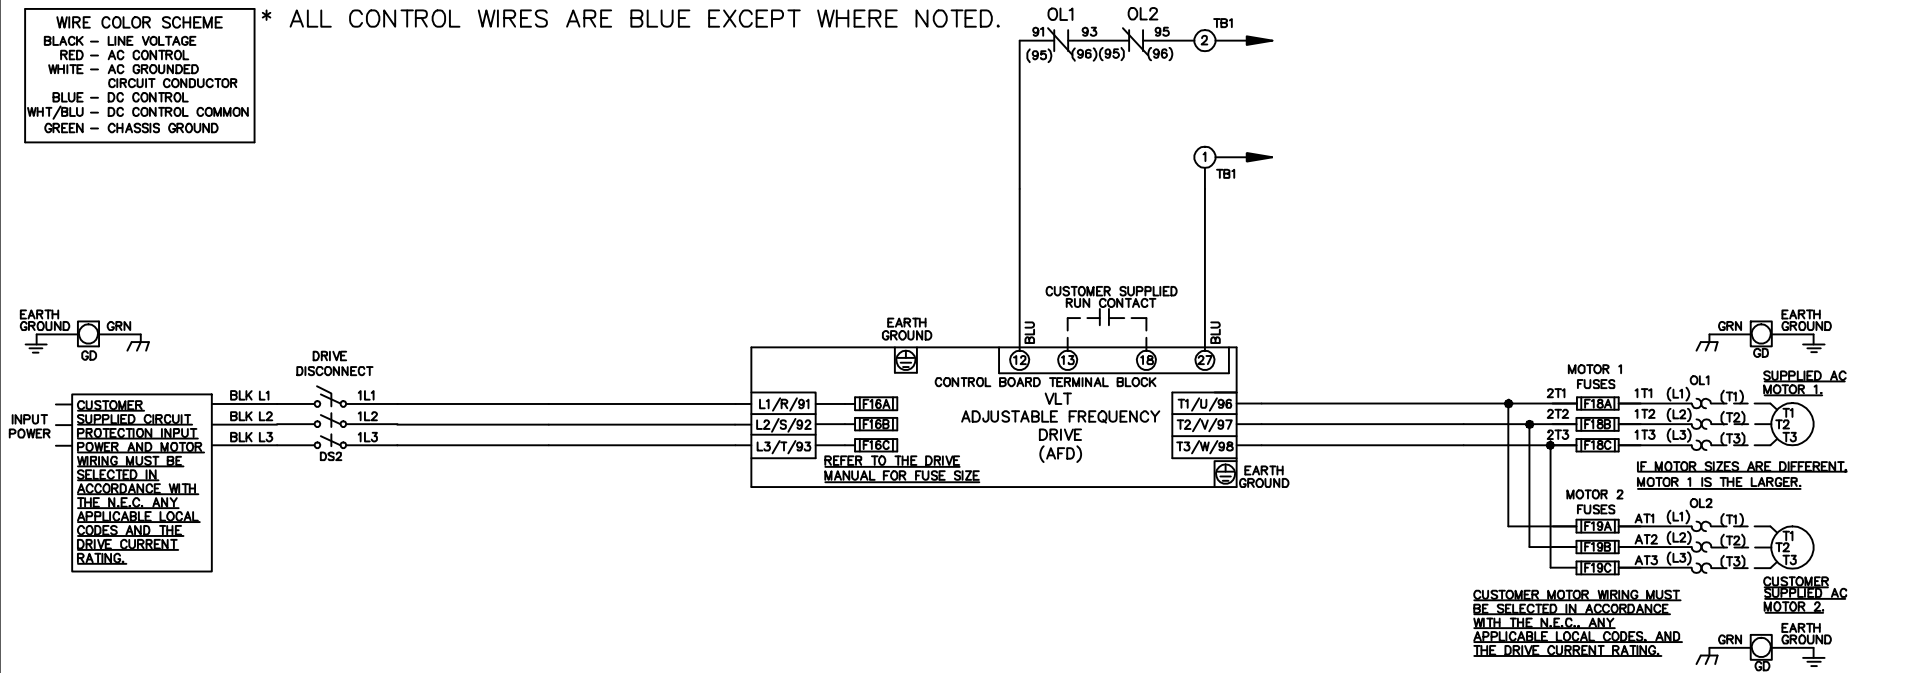 WIRE COLOR SCHEME
BLACK – LINE VOLTAGE
RED – AC CONTROL
WHITE – AC GROUNDED
CIRCUIT CONDUCTOR
BLUE – DC CONTROL
WHT/BLU – DC CONTROL COMMON
GREEN – CHASSIS GROUND
* ALL CONTROL WIRES ARE BLUE EXCEPT WHERE NOTED.
OL1 OL2
91 93 95 2 TB1
(95) (96)(95) (96)
1
TB1
CUSTOMER SUPPLIED
RUN CONTACT
BLU BLU
12 13 18 27
CONTROL BOARD TERMINAL BLOCK
EARTH
GROUND
VLT
ADJUSTABLE FREQUENCY
DRIVE
(AFD)
EARTH
GROUND GRN
GD
DRIVE
DISCONNECT
INPUT
POWER
CUSTOMER
SUPPLIED CIRCUIT
PROTECTION INPUT
POWER AND MOTOR
WIRING MUST BE
SELECTED IN
ACCORDANCE WITH
THE N.E.C. ANY
APPLICABLE LOCAL
CODES AND THE
DRIVE CURRENT
RATING.
BLK L1 1L1
BLK L2 1L2
BLK L3 1L3
DS2
L1/R/91 F16A
L2/S/92 F16B
L3/T/93 F16C
REFER TO THE DRIVE
MANUAL FOR FUSE SIZE
T1/U/96
T2/V/97
T3/W/98
EARTH
GROUND
MOTOR 1
FUSES
2T1 F18A 1T1 (L1) OL1 (T1)
2T2 F18B 1T2 (L2) (T2)
2T3 F18C 1T3 (L3) (T3)
GRN EARTH
GROUND
GD
SUPPLIED AC
MOTOR 1.
T1
T2
T3
IF MOTOR SIZES ARE DIFFERENT,
MOTOR 1 IS THE LARGER.
MOTOR 2
FUSES
F19A AT1 (L1) OL2 (T1)
F19B AT2 (L2) (T2)
F19C AT3 (L3) (T3)
T1
T2
T3
CUSTOMER
SUPPLIED AC
MOTOR 2.
CUSTOMER MOTOR WIRING MUST
BE SELECTED IN ACCORDANCE
WITH THE N.E.C., ANY
APPLICABLE LOCAL CODES, AND
THE DRIVE CURRENT RATING.
GRN EARTH
GROUND
GD